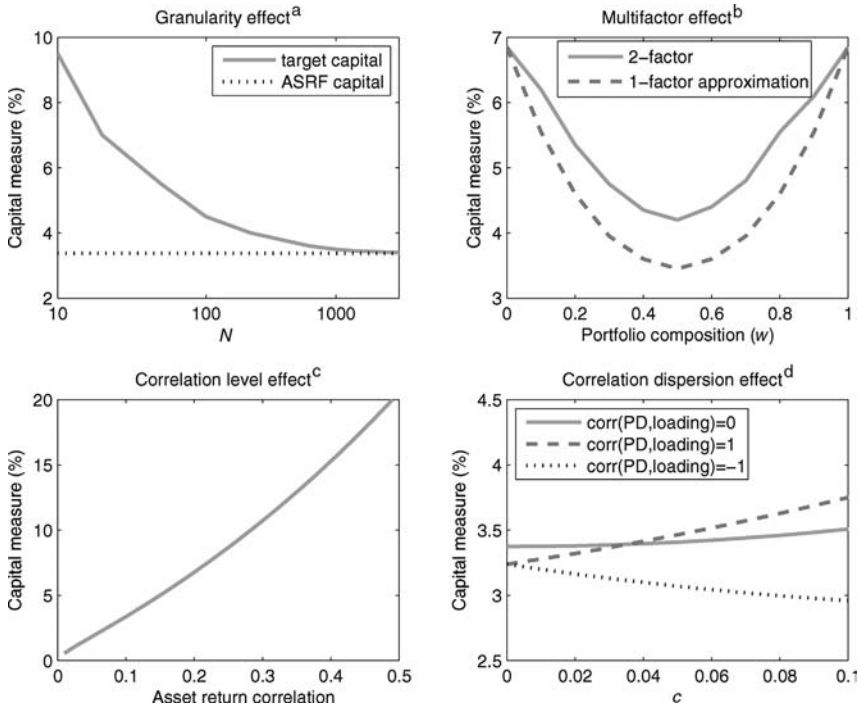 Granularity effect^a
Capital measure (%)
10
8
6
4
2
target capital
ASRF capital
10
100
1000
N
Multifactor effect^b
Capital measure (%)
7
6
5
4
3
2−factor
1−factor approximation
0
0.2
0.4
0.6
0.8
1
Portfolio composition (w)
Correlation level effect^c
Capital measure (%)
20
15
10
5
0
0
0.1
0.2
0.3
0.4
0.5
Asset return correlation
Correlation dispersion effect^d
Capital measure (%)
4.5
4
3.5
3
2.5
corr(PD,loading)=0
corr(PD,loading)=1
corr(PD,loading)=−1
0
0.02
0.04
0.06
0.08
0.1
c